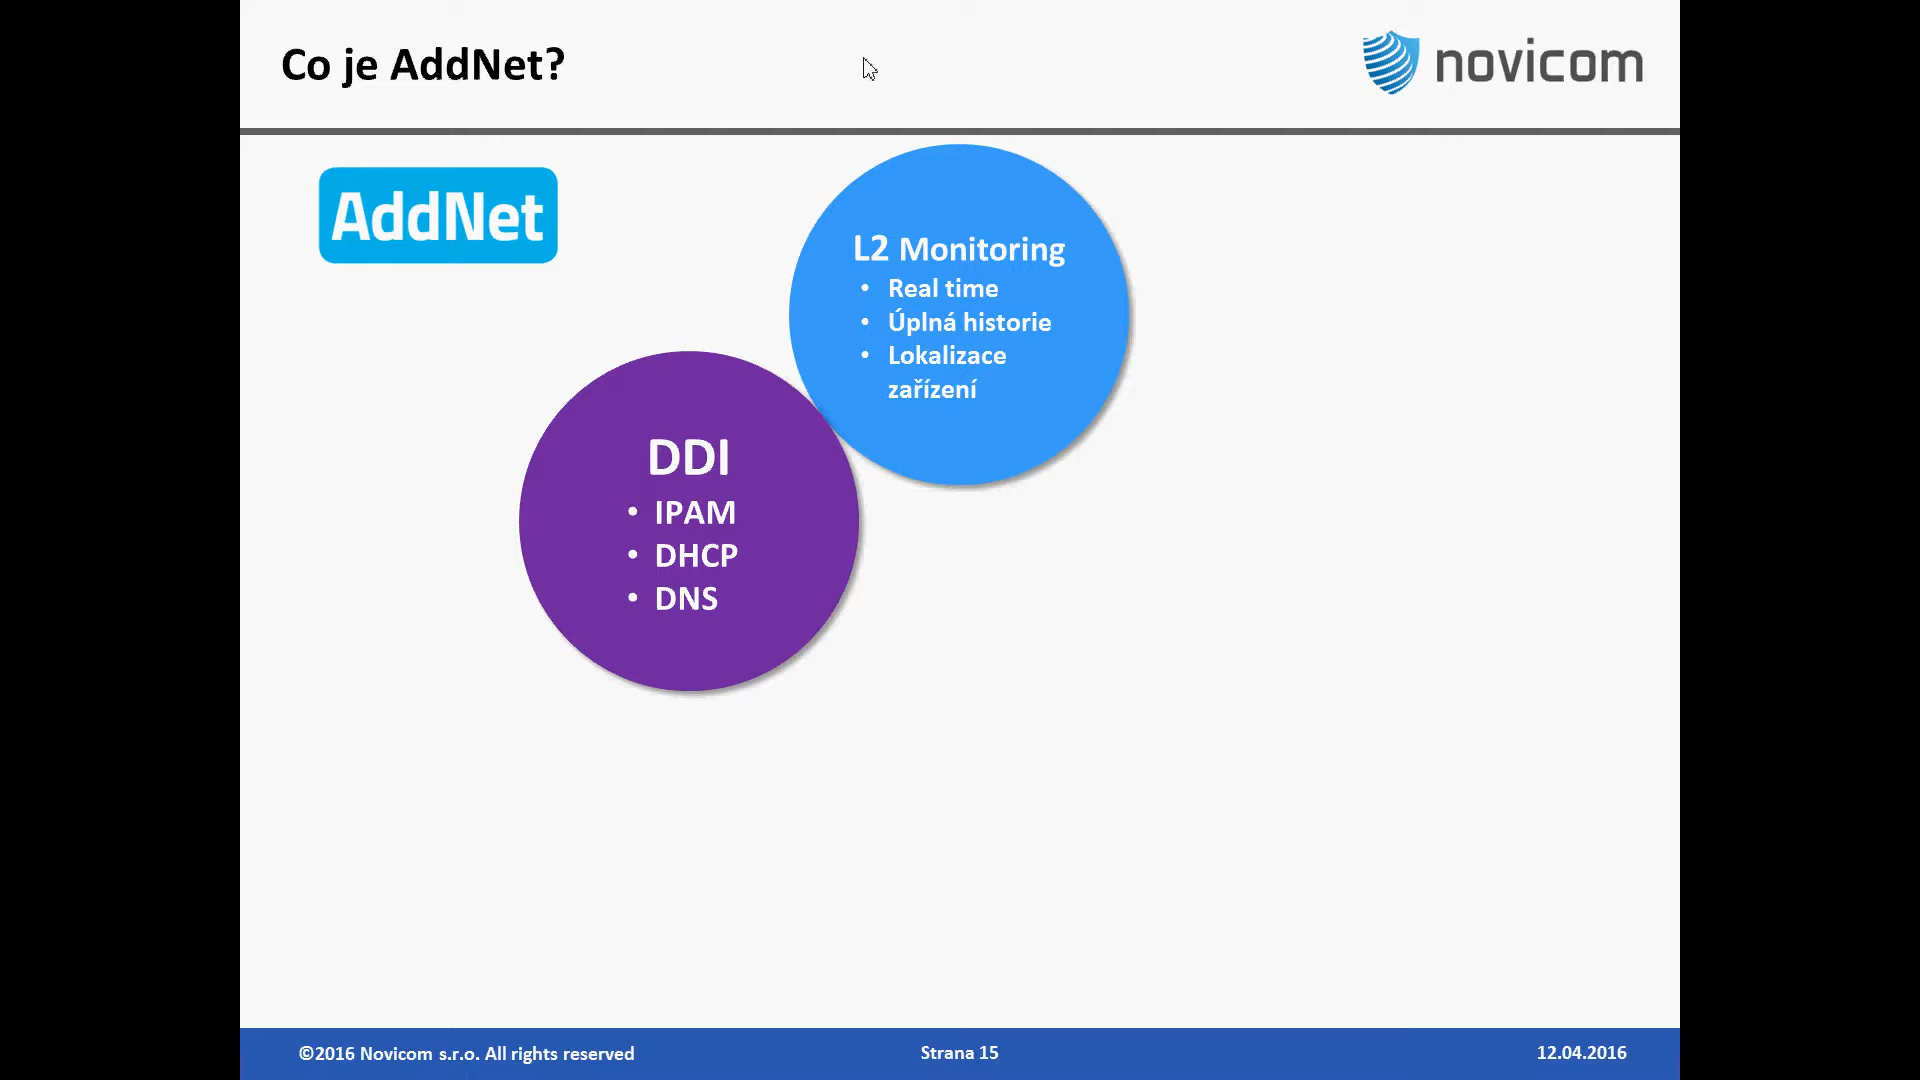 Co je AddNet?
novicom
AddNet
L2 Monitoring
• Real time
• Úplná historie
• Lokalizace
zařízení
DDI
• IPAM
• DHCP
• DNS
©2016 Novicom s.r.o. All rights reserved
Strana 15
12.04.2016